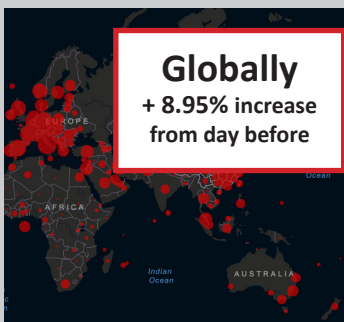 Globally
+ 8.95% increase
from day before
EUROPE
Ocean
AFRICA
Indian
Ocean
AUSTRALIA